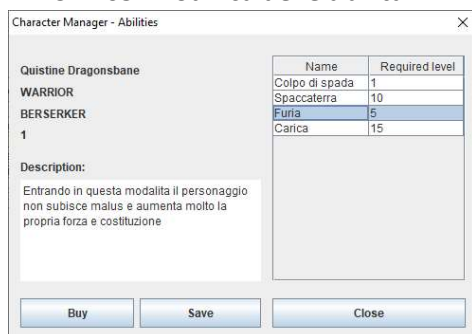 Character Manager - Abilities
Quistine Dragonsbane
WARRIOR
BERSERKER
1
Description:
Entrando in questa modalita il personaggio
non subisce malus e aumenta molto la
propria forza e costituzione
Name Required level
Colpo di spada 1
Spaccaterra 10
Furia 5
Carica 15
Buy Save Close